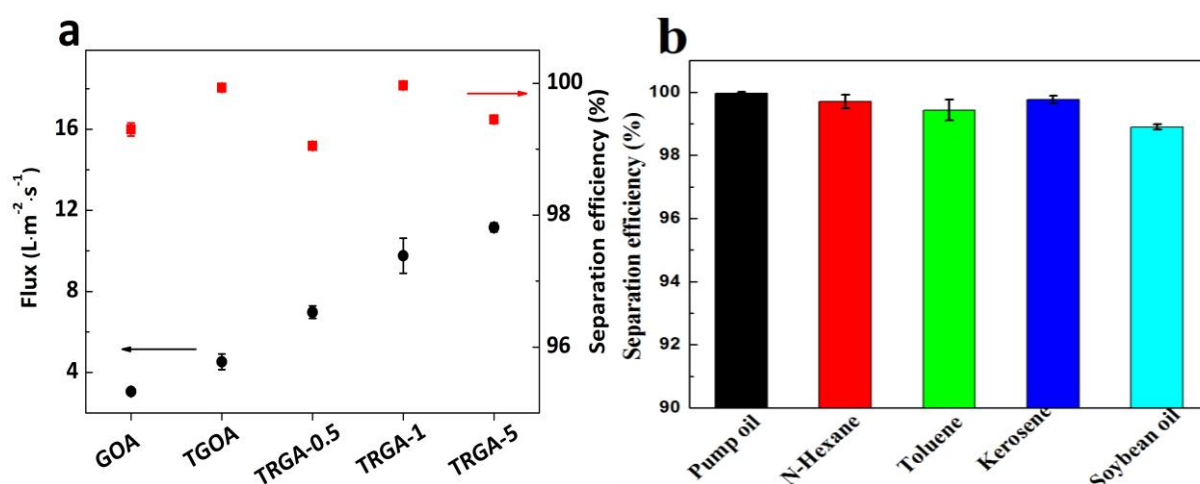 a
Flux (L·m⁻²·s⁻¹)
16
12
8
4
100
98
96
Separation efficiency (%)
GOA
TGOA
TRGA-0.5
TRGA-1
TRGA-5
b
Separation efficiency (%)
100
98
96
94
92
90
Pump oil
N-Hexane
Toluene
Kerosene
Soybean oil